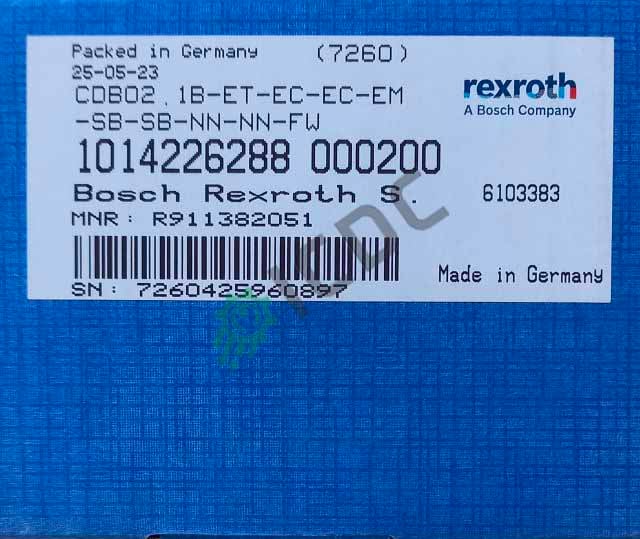 Packed in Germany (7260)
25-05-23
CDB02.1B-ET-EC-EC-EM
-SB-SB-NN-NN-FW
rexroth
A Bosch Company
1014226288 000200
Bosch Rexroth S. 6103383
MNR: R911382051
Made in Germany
SN: 7260425960897
ICDC